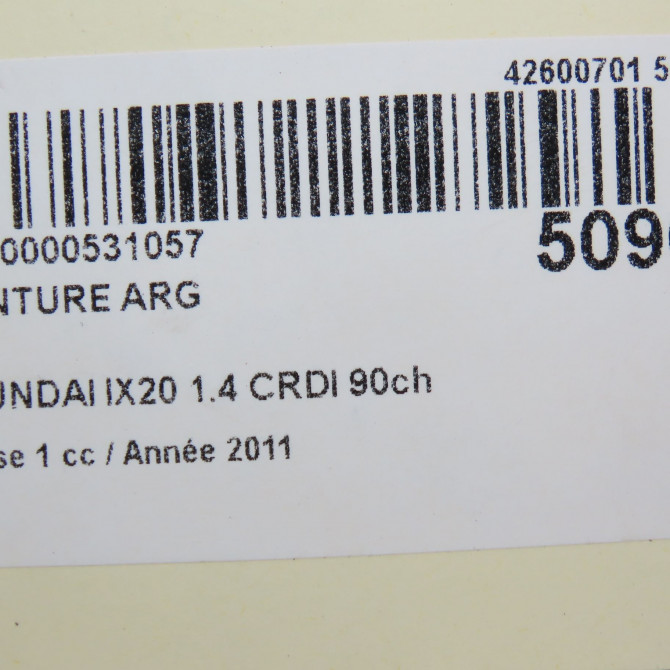 42600701 5
0000531057
509
NTURE ARG
UNDAI IX20 1.4 CRDI 90ch
se 1 cc / Année 2011